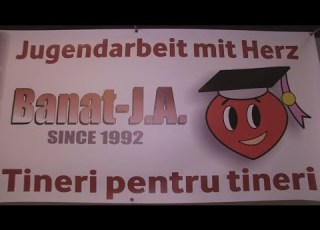 Jugendarbeit mit Herz
Banat-J.A.
SINCE 1992
Tineri pentru tineri